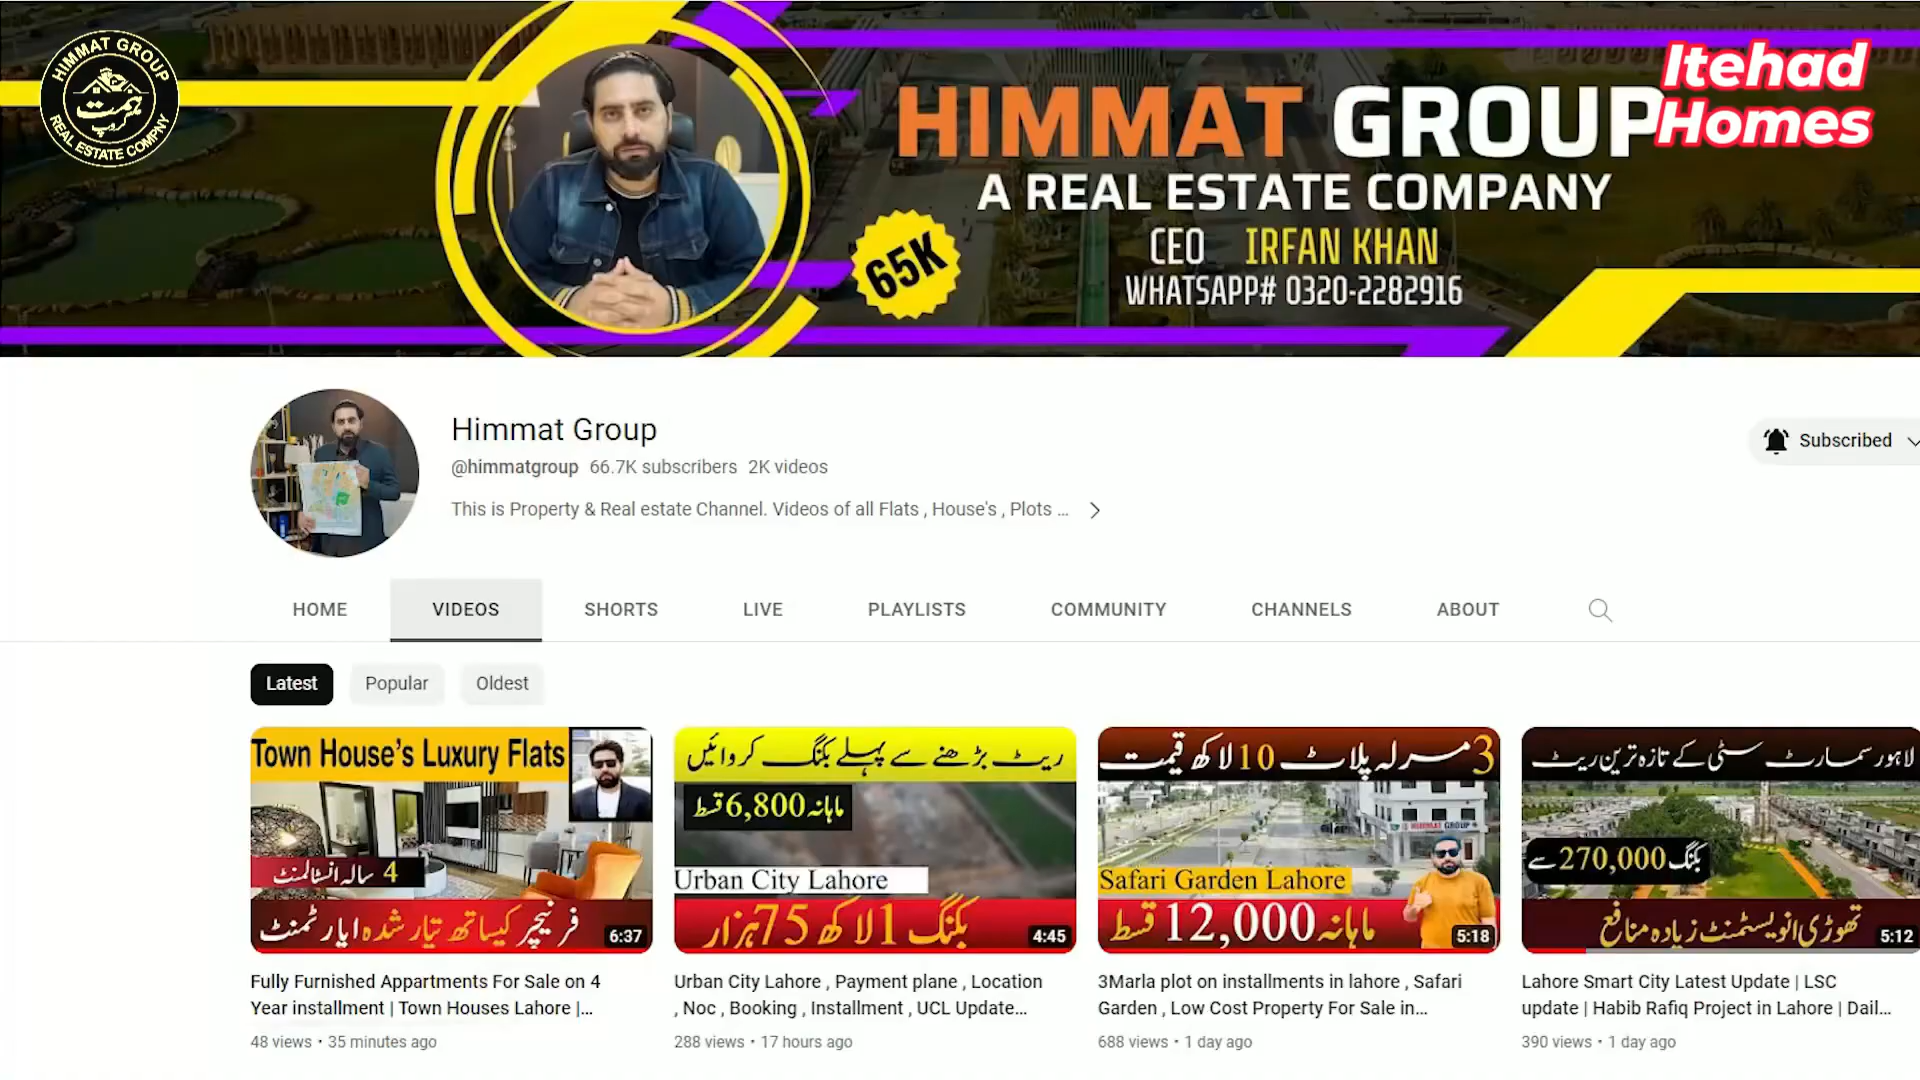 HIMMAT GROUP
ہمت
گروپ
REAL ESTATE COMPNY
Itehad
Homes
HIMMAT GROUP
A REAL ESTATE COMPANY
CEO IRFAN KHAN
WHATSAPP# 0320-2282916
65K
Himmat Group
@himmatgroup 66.7K subscribers 2K videos
This is Property & Real estate Channel. Videos of all Flats , House's , Plots ...
Subscribed
HOME VIDEOS SHORTS LIVE PLAYLISTS COMMUNITY CHANNELS ABOUT
Latest Popular Oldest
Town House's Luxury Flats
4 سالہ انسٹالمنٹ
فرنیچر کیساتھ تیار شدہ اپارٹمنٹ
6:37
ریٹ بڑھنے سے پہلے بکنگ کروائیں
ماہانہ 6,800 قسط
Urban City Lahore
بکنگ 1 لاکھ 75 ہزار
4:45
3 مرلہ پلاٹ 10 لاکھ قیمت
HIMMAT GROUP
Safari Garden Lahore
ماہانہ 12,000 قسط
5:18
لاہور سمارٹ سٹی کے تازہ ترین ریٹ
بکنگ 270,000 سے
تھوڑی انویسٹمنٹ زیادہ منافع
5:12
Fully Furnished Appartments For Sale on 4
Year installment | Town Houses Lahore |...
48 views • 35 minutes ago
Urban City Lahore , Payment plane , Location
, Noc , Booking , Installment , UCL Update...
288 views • 17 hours ago
3Marla plot on installments in lahore , Safari
Garden , Low Cost Property For Sale in...
688 views • 1 day ago
Lahore Smart City Latest Update | LSC
update | Habib Rafiq Project in Lahore | Dail...
390 views • 1 day ago